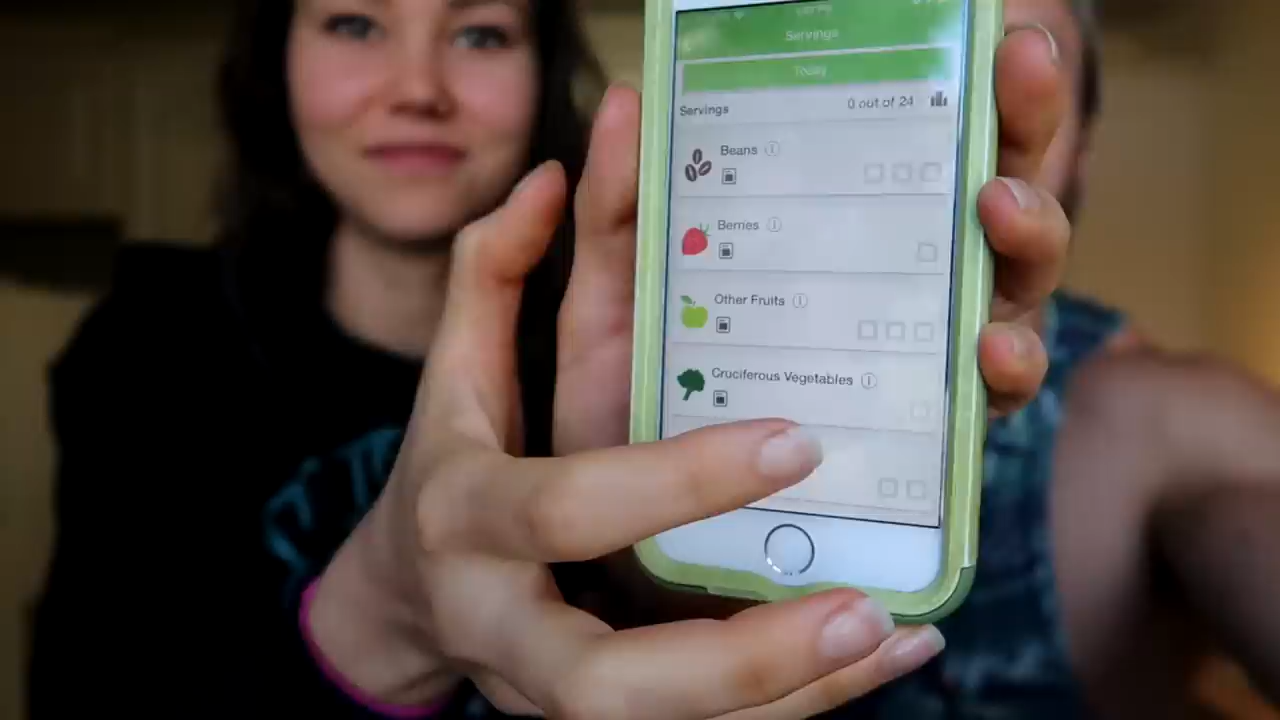 Servings
Today
Servings 0 out of 24
Beans
Berries
Other Fruits
Cruciferous Vegetables